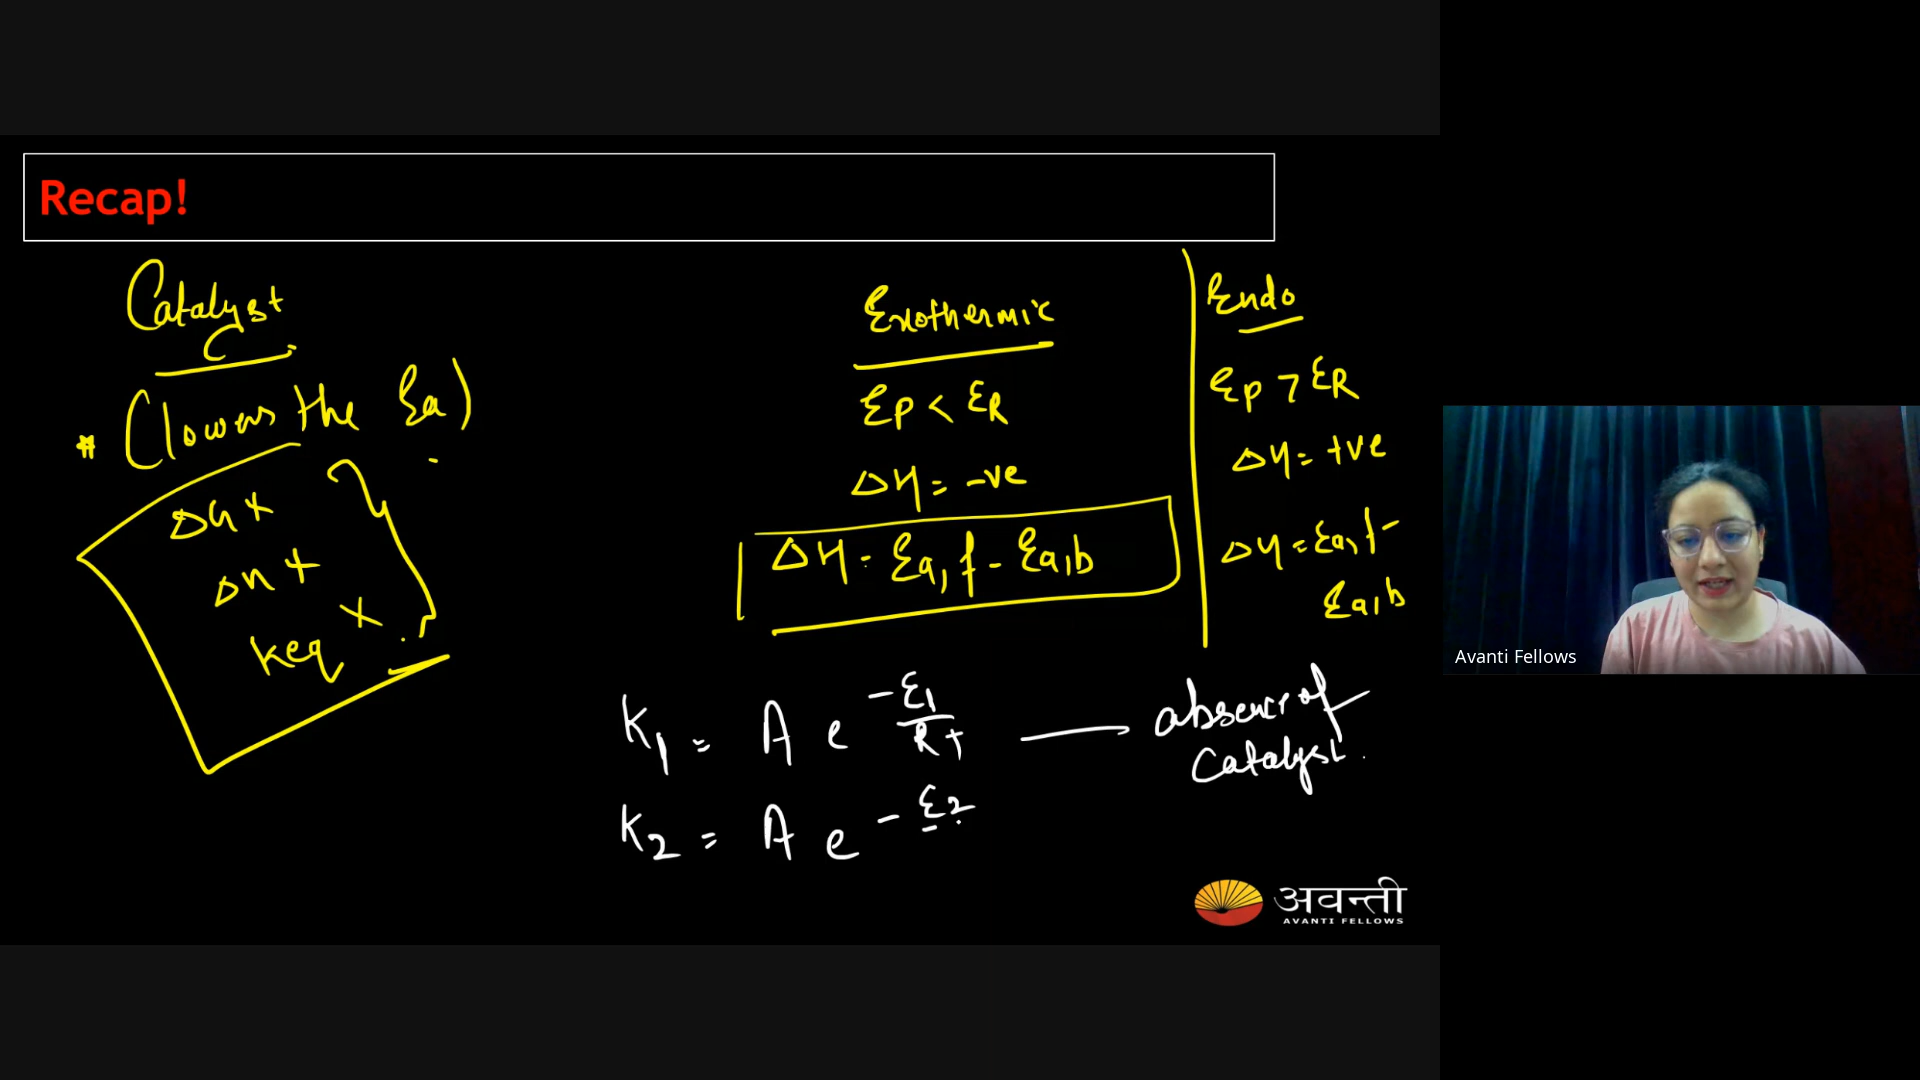 Recap!
Catalyst
* (lowers the Ea)
ΔG x
ΔH x
Keq x
Exothermic
Ep < ER
ΔH = -ve
ΔH = Ea,f - Ea,b
Endo
Ep > ER
ΔH = +ve
ΔH = Ea,f -
Ea,b
K1 = A e -E1/RT — absence of
Catalyst.
K2 = A e - E2
अवन्ती
AVANTI FELLOWS
Avanti Fellows